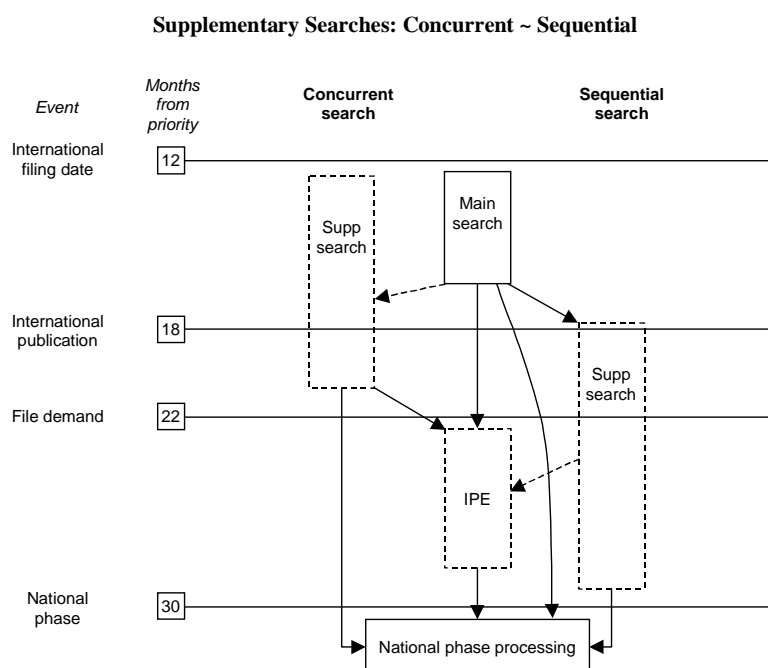 Supplementary Searches: Concurrent ~ Sequential
Event
Months
from
priority
Concurrent
search
Sequential
search
International
filing date
12
Supp
search
Main
search
International
publication
18
Supp
search
File demand
22
IPE
National
phase
30
National phase processing